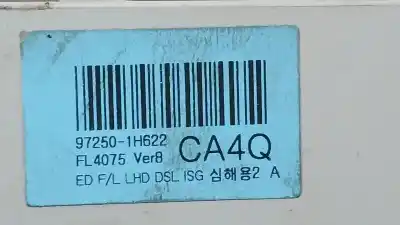 97250-1H622
FL4075 Ver8 CA4Q
ED F/L LHD DSL ISG 심해용2 A